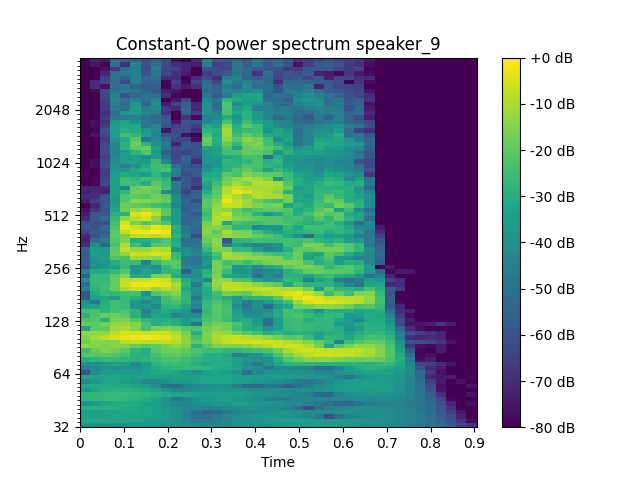 Constant-Q power spectrum speaker_9
Hz
2048
1024
512
256
128
64
32
0 0.1 0.2 0.3 0.4 0.5 0.6 0.7 0.8 0.9
Time
+0 dB
-10 dB
-20 dB
-30 dB
-40 dB
-50 dB
-60 dB
-70 dB
-80 dB